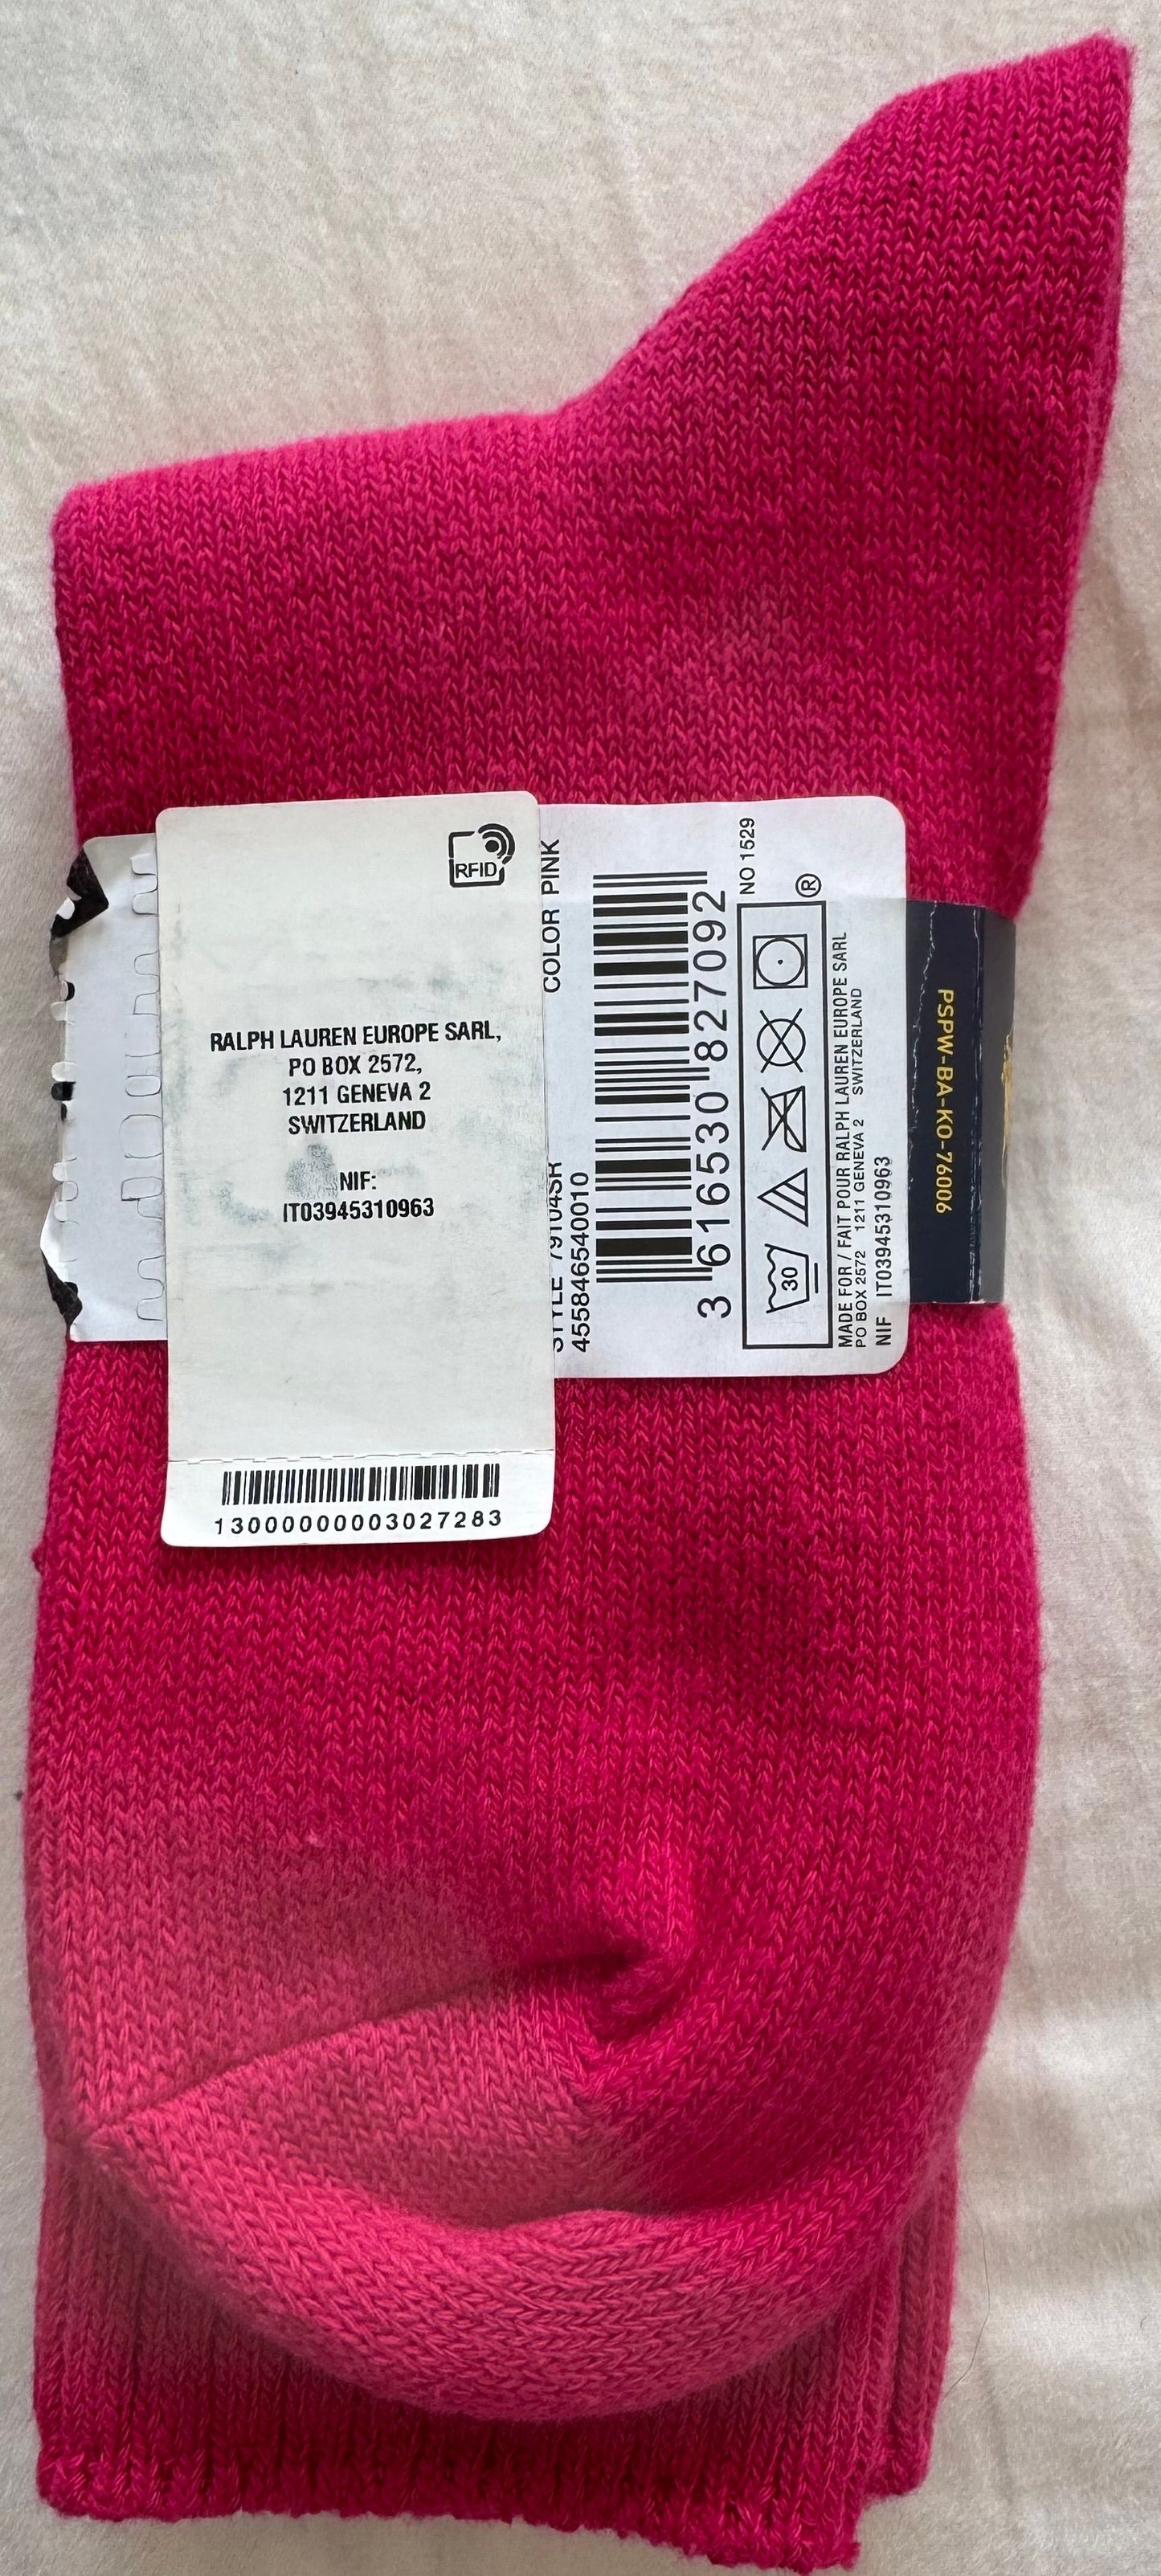 RFID
RALPH LAUREN EUROPE SARL,
PO BOX 2572,
1211 GENEVA 2
SWITZERLAND
NIF:
IT03945310963
13000000003027283
COLOR PINK
STYLE 79104SR
455846540010
3 616530 827092
NO 1529
30
®
MADE FOR / FAIT POUR RALPH LAUREN EUROPE SARL
PO BOX 2572 1211 GENEVA 2 SWITZERLAND
NIF IT03945310963
PSPW-BA-KO-76006